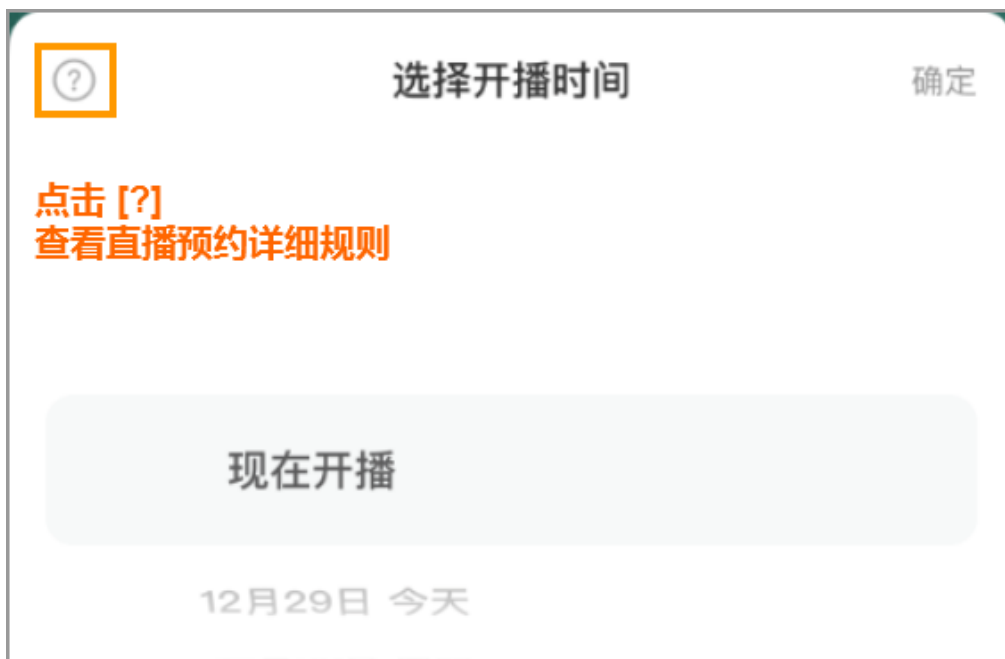 ?
选择开播时间
确定
点击 [?]
查看直播预约详细规则
现在开播
12月29日 今天